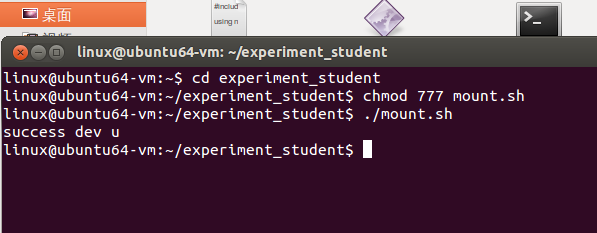 桌面
#includ
using n
linux@ubuntu64-vm: ~/experiment_student
linux@ubuntu64-vm:~$ cd experiment_student
linux@ubuntu64-vm:~/experiment_student$ chmod 777 mount.sh
linux@ubuntu64-vm:~/experiment_student$ ./mount.sh
success dev u
linux@ubuntu64-vm:~/experiment_student$